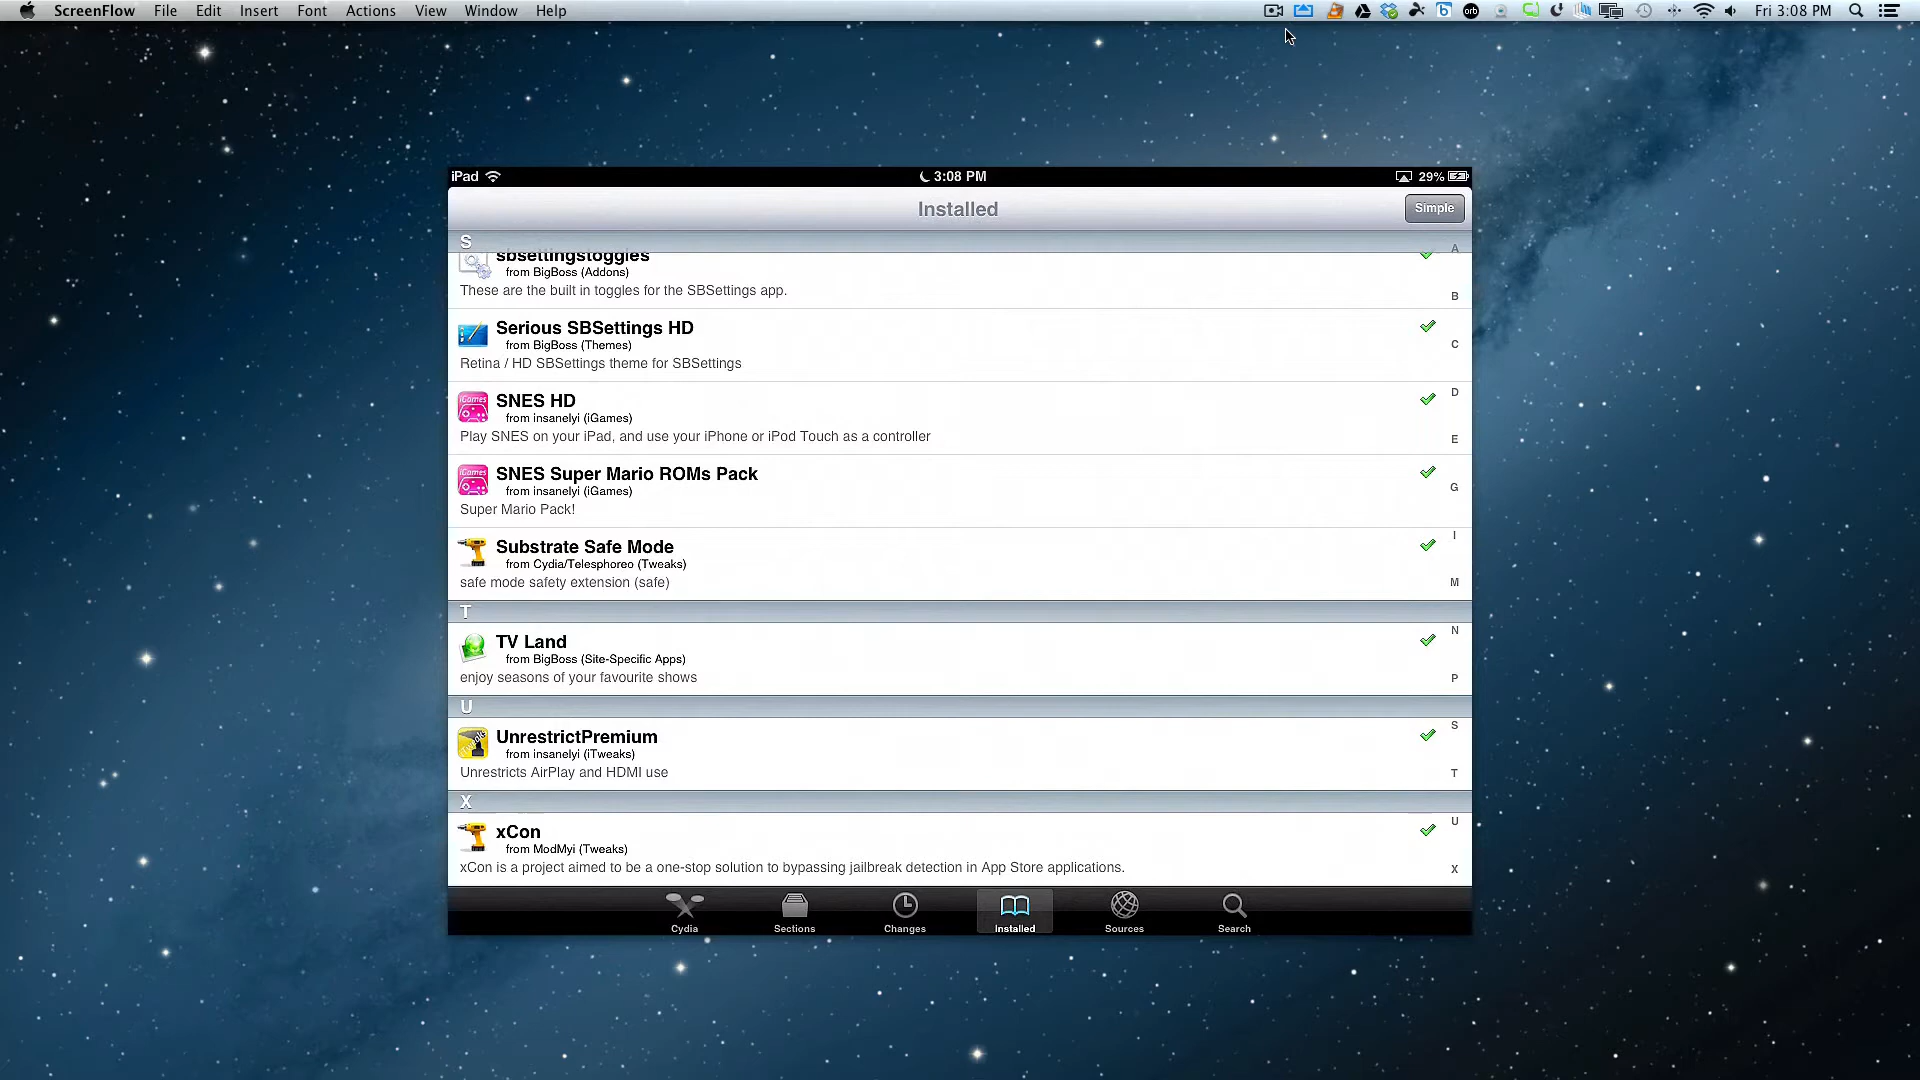 ScreenFlow File Edit Insert Font Actions View Window Help
orb
Fri 3:08 PM
iPad 3:08 PM 29%
Installed
Simple
S
sbsettingstoggles
from BigBoss (Addons)
These are the built in toggles for the SBSettings app.
Serious SBSettings HD
from BigBoss (Themes)
Retina / HD SBSettings theme for SBSettings
iGames
SNES HD
from insanelyi (iGames)
Play SNES on your iPad, and use your iPhone or iPod Touch as a controller
iGames
SNES Super Mario ROMs Pack
from insanelyi (iGames)
Super Mario Pack!
Substrate Safe Mode
from Cydia/Telesphoreo (Tweaks)
safe mode safety extension (safe)
T
TV Land
from BigBoss (Site-Specific Apps)
enjoy seasons of your favourite shows
U
UnrestrictPremium
from insanelyi (iTweaks)
Unrestricts AirPlay and HDMI use
X
xCon
from ModMyi (Tweaks)
xCon is a project aimed to be a one-stop solution to bypassing jailbreak detection in App Store applications.
A
B
C
D
E
G
I
M
N
P
S
T
U
X
Cydia Sections Changes Installed Sources Search